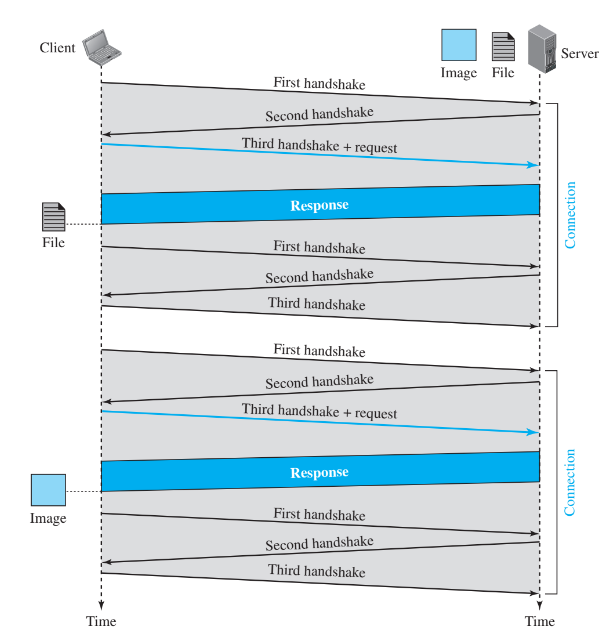 Client
Server
Image
File
First handshake
Second handshake
Third handshake + request
Response
File
First handshake
Second handshake
Third handshake
Connection
First handshake
Second handshake
Third handshake + request
Response
Image
First handshake
Second handshake
Third handshake
Connection
Time
Time